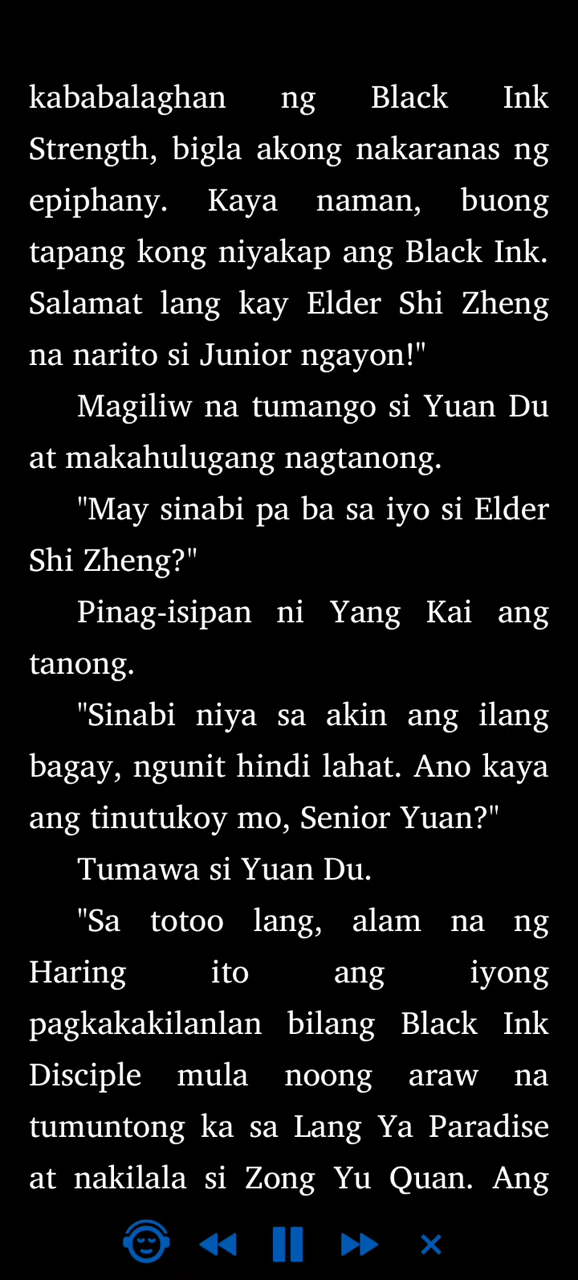 kababalaghan ng Black Ink
Strength, bigla akong nakaranas ng
epiphany. Kaya naman, buong
tapang kong niyakap ang Black Ink.
Salamat lang kay Elder Shi Zheng
na narito si Junior ngayon!"
Magiliw na tumango si Yuan Du
at makahulugang nagtanong.
"May sinabi pa ba sa iyo si Elder
Shi Zheng?"
Pinag-isipan ni Yang Kai ang
tanong.
"Sinabi niya sa akin ang ilang
bagay, ngunit hindi lahat. Ano kaya
ang tinutukoy mo, Senior Yuan?"
Tumawa si Yuan Du.
"Sa totoo lang, alam na ng
Haring ito ang iyong
pagkakakilanlan bilang Black Ink
Disciple mula noong araw na
tumuntong ka sa Lang Ya Paradise
at nakilala si Zong Yu Quan. Ang